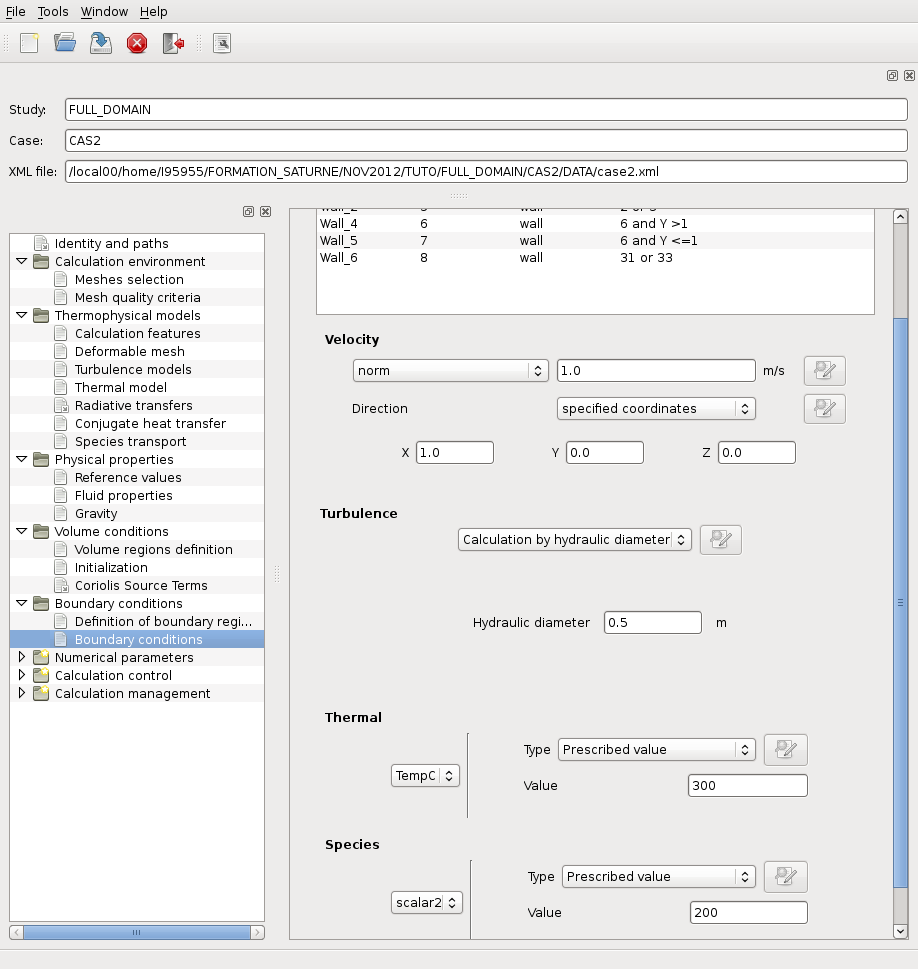 File Tools Window Help
Study: FULL_DOMAIN
Case: CAS2
XML file: /local00/home/I95955/FORMATION_SATURNE/NOV2012/TUTO/FULL_DOMAIN/CAS2/DATA/case2.xml
Identity and paths
Calculation environment
Meshes selection
Mesh quality criteria
Thermophysical models
Calculation features
Deformable mesh
Turbulence models
Thermal model
Radiative transfers
Conjugate heat transfer
Species transport
Physical properties
Reference values
Fluid properties
Gravity
Volume conditions
Volume regions definition
Initialization
Coriolis Source Terms
Boundary conditions
Definition of boundary regi...
Boundary conditions
Numerical parameters
Calculation control
Calculation management
Wall_4 6 wall 6 and Y >1
Wall_5 7 wall 6 and Y <=1
Wall_6 8 wall 31 or 33
Velocity
norm 1.0 m/s
Direction specified coordinates
X 1.0 Y 0.0 Z 0.0
Turbulence
Calculation by hydraulic diameter
Hydraulic diameter 0.5 m
Thermal
Type Prescribed value
TempC
Value 300
Species
Type Prescribed value
scalar2
Value 200